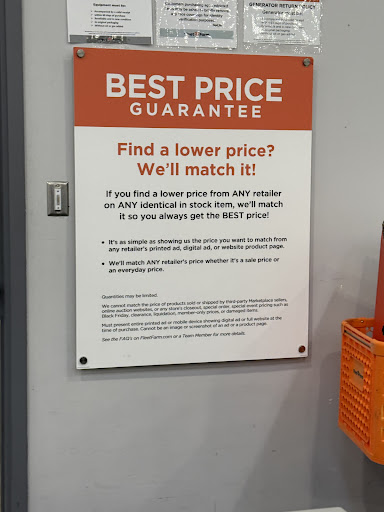 Equipment must be:
GENERATOR RETURN POLICY
BEST PRICE
GUARANTEE
Find a lower price?
We'll match it!
If you find a lower price from ANY retailer
on ANY identical in stock item, we'll match
it so you always get the BEST price!
• It's as simple as showing us the price you want to match from
any retailer's printed ad, digital ad, or website product page.
• We'll match ANY retailer's price whether it's a sale price or
an everyday price.
Quantities may be limited.
We cannot match the price of products sold or shipped by third-party Marketplace sellers,
online auction websites, or any store's closeout, special order, special event pricing such as
Black Friday, clearance, liquidation, member-only prices, or damaged items.
Must present entire printed ad or mobile device showing digital ad or full website at the
time of purchase. Cannot be an image or screenshot of an ad or a product page.
See the FAQ's on FleetFarm.com or a Team Member for more details.